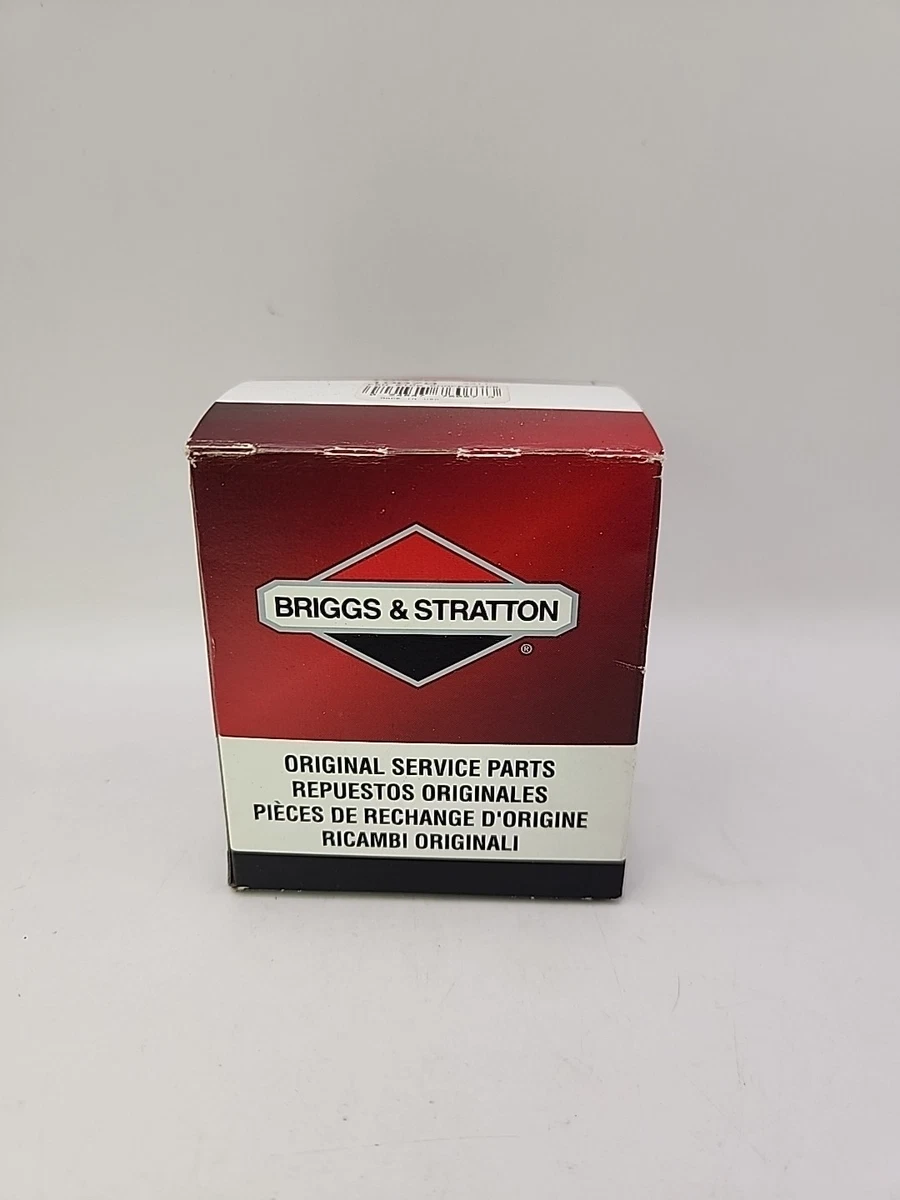 BRIGGS & STRATTON
®
ORIGINAL SERVICE PARTS
REPUESTOS ORIGINALES
PIÈCES DE RECHANGE D'ORIGINE
RICAMBI ORIGINALI